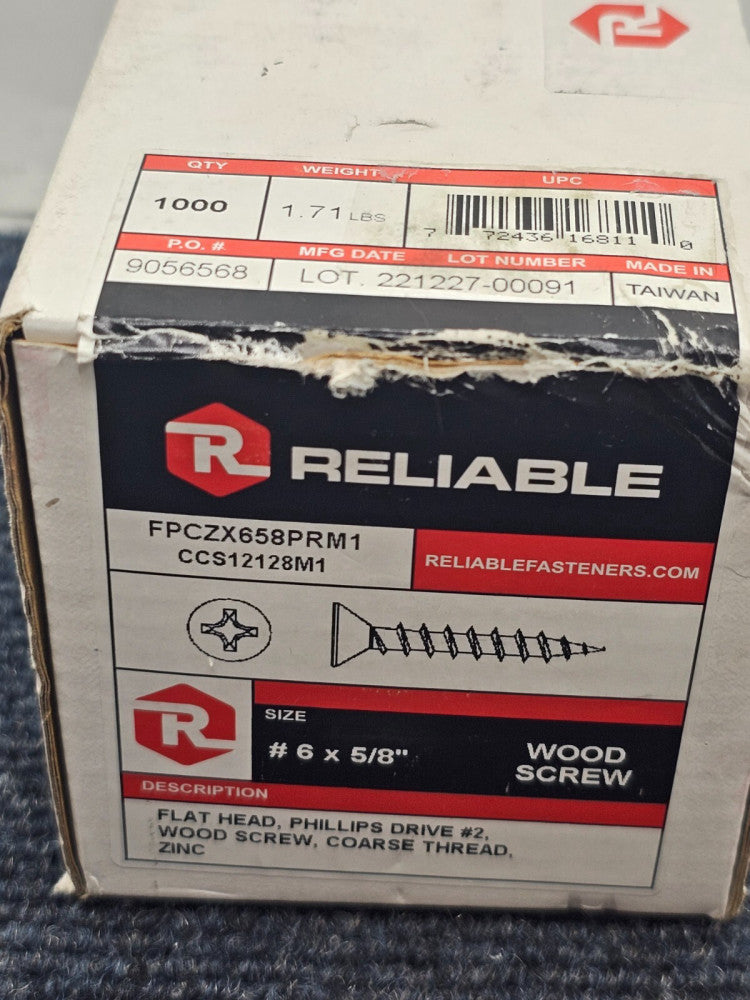 R
QTY WEIGHT UPC
1000 1.71 LBS 7 72436 16811 0
P.O. # MFG DATE LOT NUMBER MADE IN
9056568 LOT. 221227-00091 TAIWAN
R RELIABLE
FPCZX658PRM1
CCS12128M1
RELIABLEFASTENERS.COM
R
SIZE
# 6 x 5/8" WOOD
SCREW
DESCRIPTION
FLAT HEAD, PHILLIPS DRIVE #2,
WOOD SCREW, COARSE THREAD,
ZINC